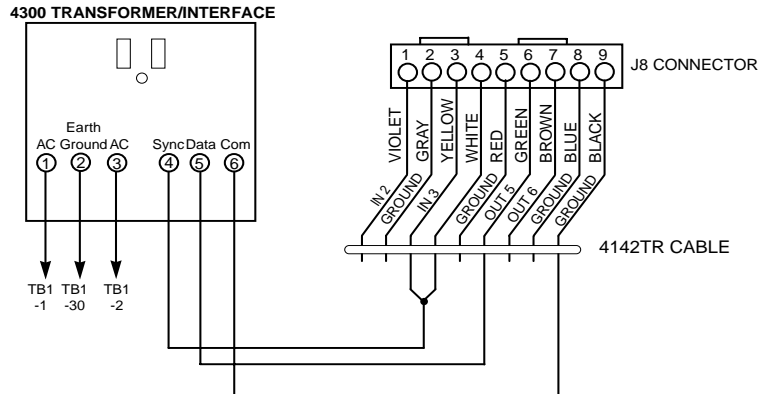 4300 TRANSFORMER/INTERFACE
Earth
AC Ground AC Sync Data Com
1 2 3 4 5 6
TB1 TB1 TB1
-1 -30 -2
1 2 3 4 5 6 7 8 9
J8 CONNECTOR
VIOLET
GRAY
YELLOW
WHITE
RED
GREEN
BROWN
BLUE
BLACK
IN 2
GROUND
IN 3
GROUND
OUT 5
OUT 6
GROUND
GROUND
4142TR CABLE